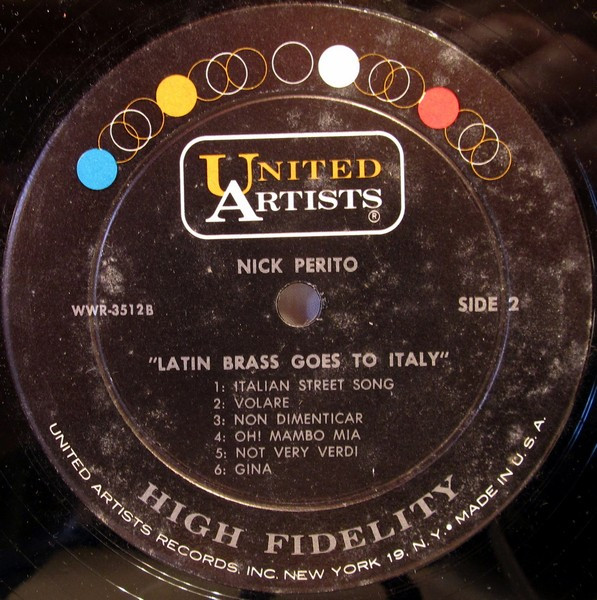 UNITED
ARTISTS ®
NICK PERITO
WWR-3512B
SIDE 2
"LATIN BRASS GOES TO ITALY"
1: ITALIAN STREET SONG
2: VOLARE
3: NON DIMENTICAR
4: OH! MAMBO MIA
5: NOT VERY VERDI
6: GINA
HIGH FIDELITY
UNITED ARTISTS RECORDS, INC. NEW YORK 19, N. Y. • MADE IN U. S. A.